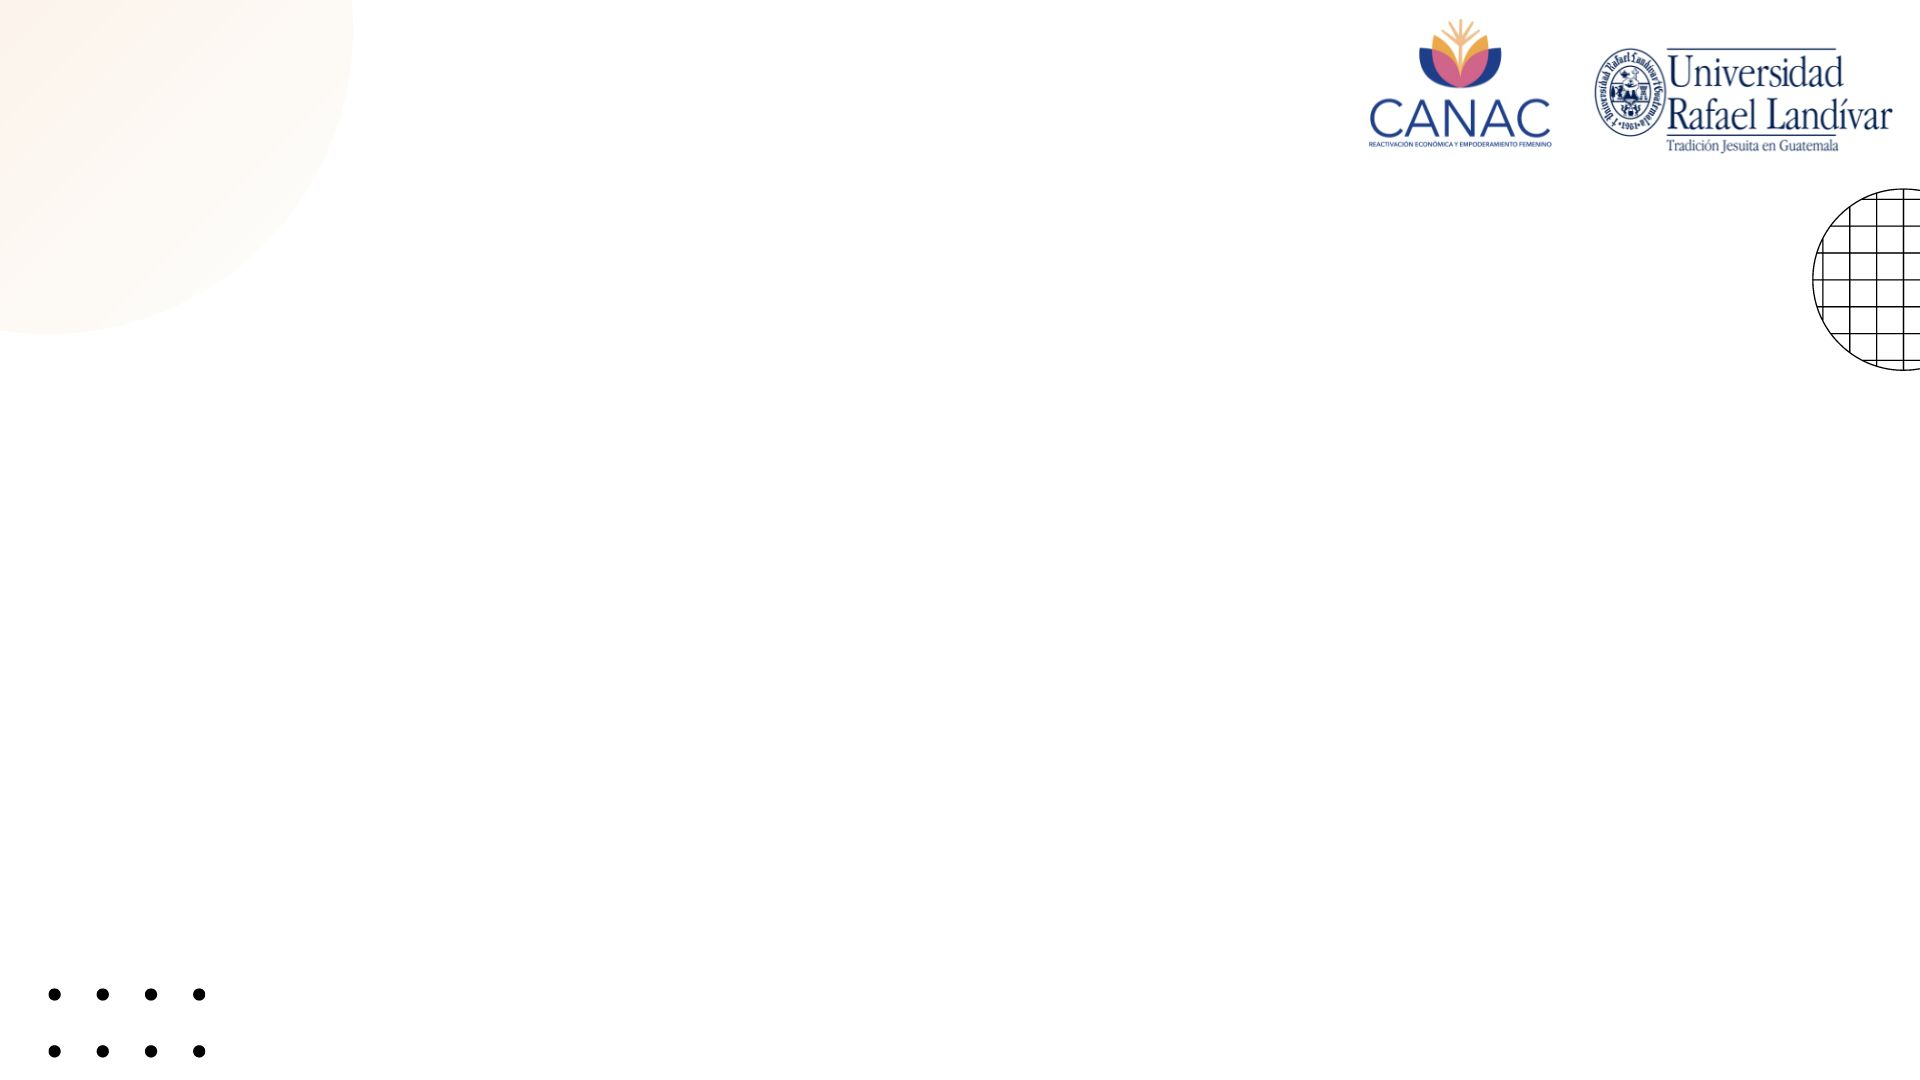 CANAC
REACTIVACIÓN ECONÓMICA Y EMPODERAMIENTO FEMENINO
Universidad
Rafael Landívar
Tradición Jesuita en Guatemala